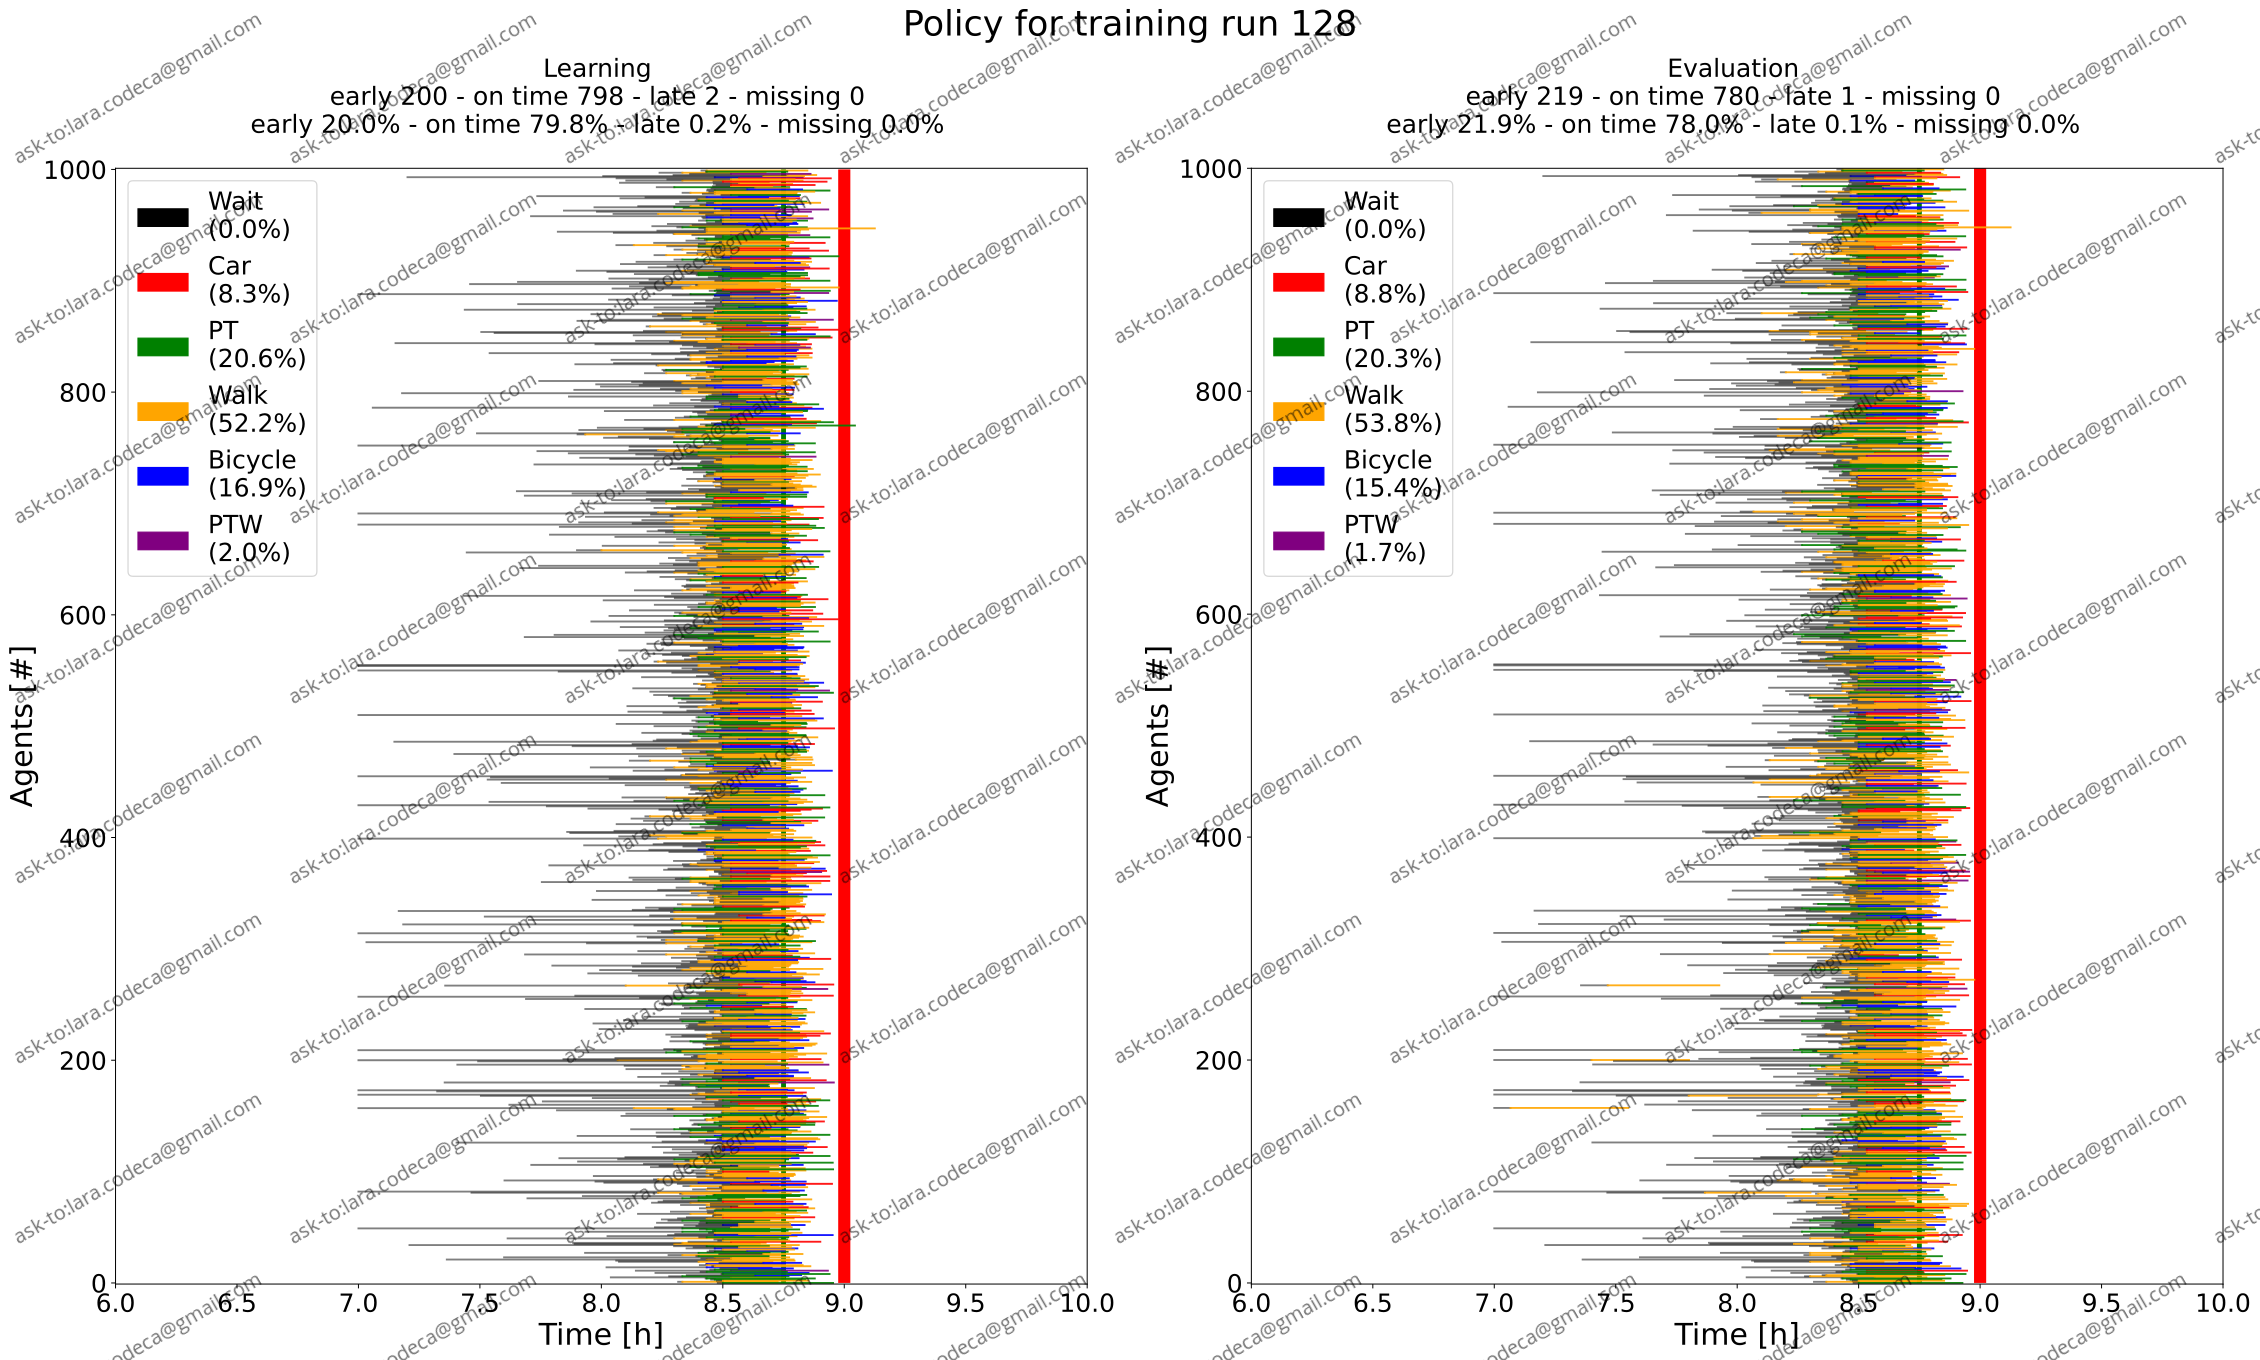 Policy for training run 128
Learning
early 200 - on time 798 - late 2 - missing 0
early 20.0% - on time 79.8% - late 0.2% - missing 0.0%
Agents [#]
1000
800
600
400
200
0
Wait
(0.0%)
Car
(8.3%)
PT
(20.6%)
Walk
(52.2%)
Bicycle
(16.9%)
PTW
(2.0%)
6.0 6.5 7.0 7.5 8.0 8.5 9.0 9.5 10.0
Time [h]
Evaluation
early 219 - on time 780 - late 1 - missing 0
early 21.9% - on time 78.0% - late 0.1% - missing 0.0%
Agents [#]
1000
800
600
400
200
0
Wait
(0.0%)
Car
(8.8%)
PT
(20.3%)
Walk
(53.8%)
Bicycle
(15.4%)
PTW
(1.7%)
6.0 6.5 7.0 7.5 8.0 8.5 9.0 9.5 10.0
Time [h]
ask-to:lara.codeca@gmail.com